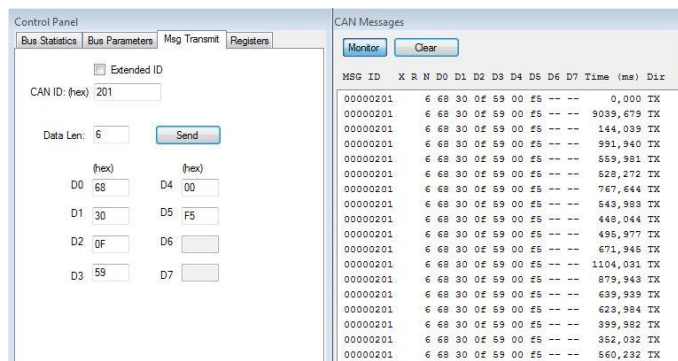 Control Panel
Bus Statistics Bus Parameters Msg Transmit Registers
Extended ID
CAN ID: (hex) 201
Data Len: 6 Send
(hex) (hex)
D0 68 D4 00
D1 30 D5 F5
D2 0F D6
D3 59 D7
CAN Messages
Monitor Clear
MSG ID X R N D0 D1 D2 D3 D4 D5 D6 D7 Time (ms) Dir
00000201 6 68 30 0f 59 00 f5 -- -- 0,000 TX
00000201 6 68 30 0f 59 00 f5 -- -- 9039,679 TX
00000201 6 68 30 0f 59 00 f5 -- -- 144,039 TX
00000201 6 68 30 0f 59 00 f5 -- -- 991,940 TX
00000201 6 68 30 0f 59 00 f5 -- -- 559,981 TX
00000201 6 68 30 0f 59 00 f5 -- -- 528,272 TX
00000201 6 68 30 0f 59 00 f5 -- -- 767,644 TX
00000201 6 68 30 0f 59 00 f5 -- -- 543,983 TX
00000201 6 68 30 0f 59 00 f5 -- -- 448,044 TX
00000201 6 68 30 0f 59 00 f5 -- -- 495,977 TX
00000201 6 68 30 0f 59 00 f5 -- -- 671,945 TX
00000201 6 68 30 0f 59 00 f5 -- -- 1104,031 TX
00000201 6 68 30 0f 59 00 f5 -- -- 879,943 TX
00000201 6 68 30 0f 59 00 f5 -- -- 639,939 TX
00000201 6 68 30 0f 59 00 f5 -- -- 623,984 TX
00000201 6 68 30 0f 59 00 f5 -- -- 399,982 TX
00000201 6 68 30 0f 59 00 f5 -- -- 352,032 TX
00000201 6 68 30 0f 59 00 f5 -- -- 560,232 TX